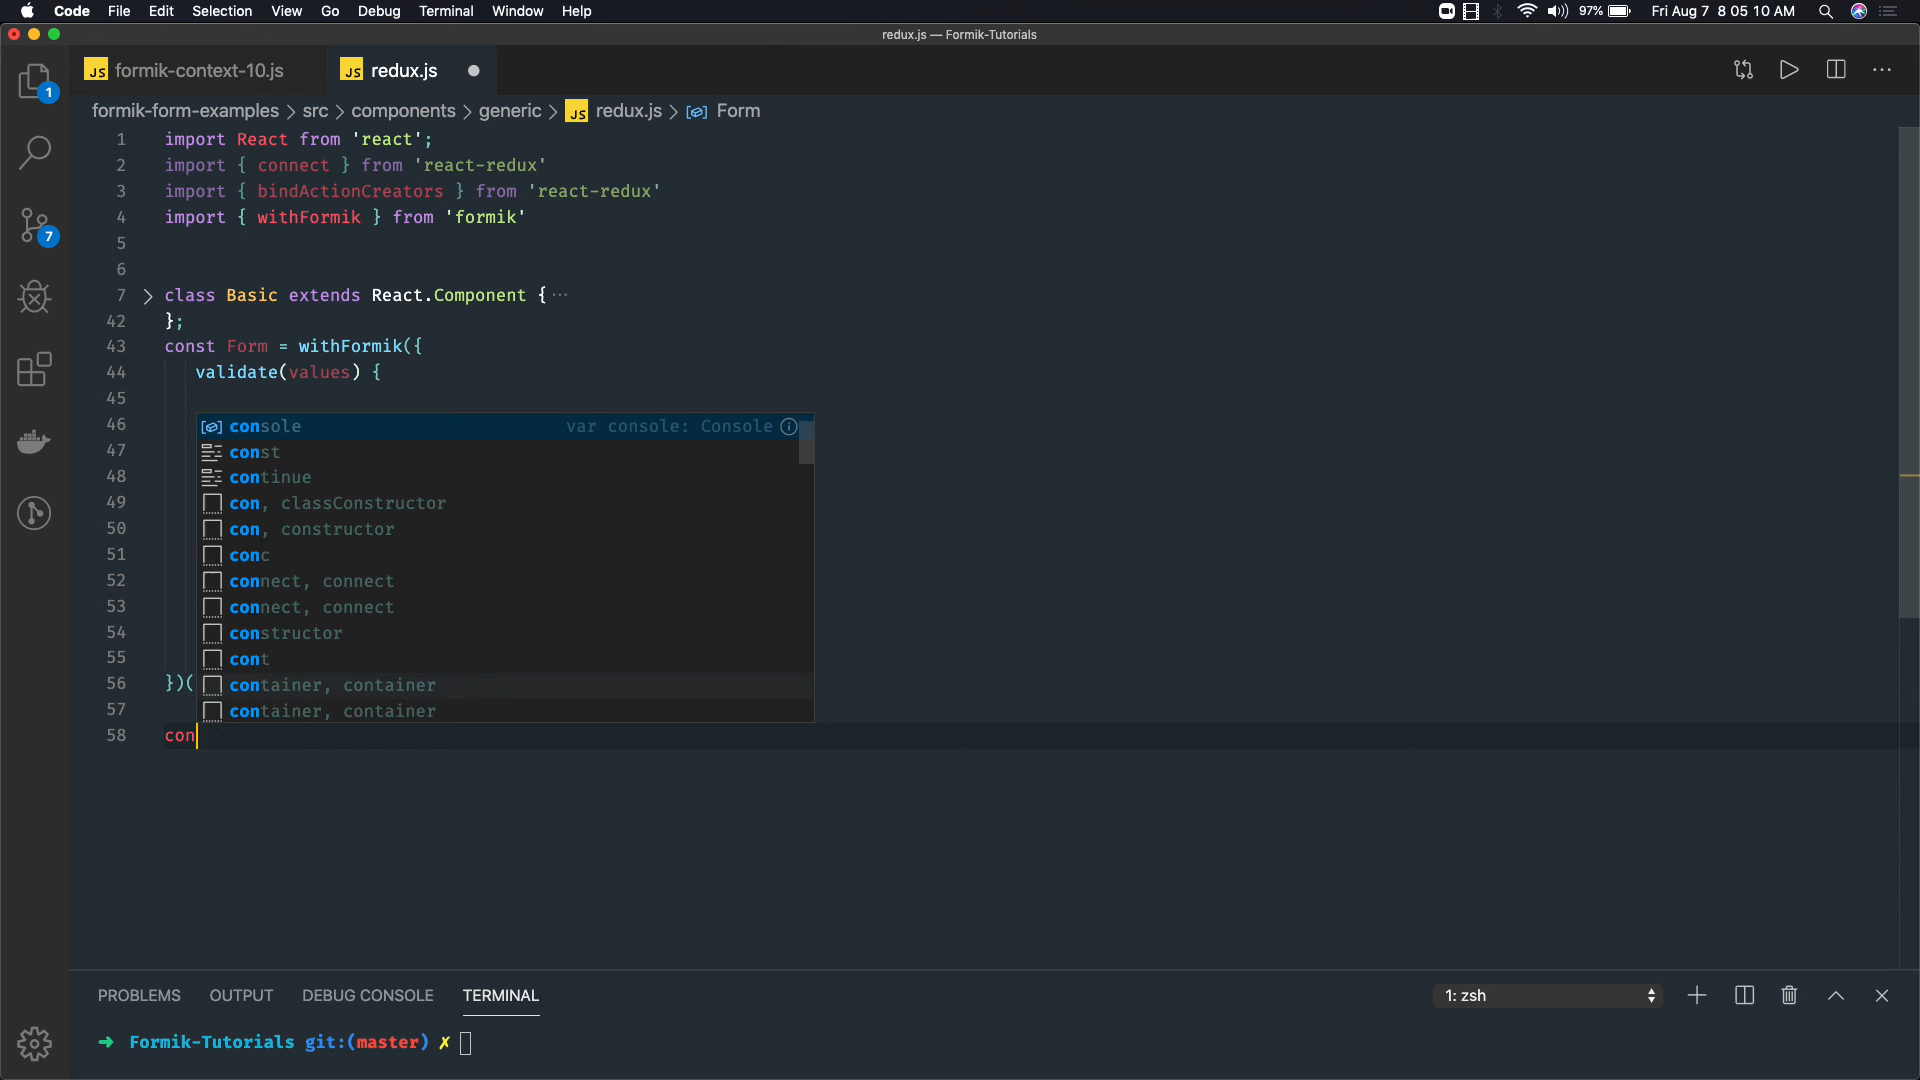 Code File Edit Selection View Go Debug Terminal Window Help 97% Fri Aug 7 8 05 10 AM
redux.js — Formik-Tutorials
JS formik-context-10.js JS redux.js
1
formik-form-examples > src > components > generic > JS redux.js > Form
1 import React from 'react';
2 import { connect } from 'react-redux'
3 import { bindActionCreators } from 'react-redux'
4 import { withFormik } from 'formik'
7
5
6
7 class Basic extends React.Component {···
42 };
43 const Form = withFormik({
44 validate(values) {
45
46 console var console: Console
47 const
48 continue
49 con, classConstructor
50 con, constructor
51 conc
52 connect, connect
53 connect, connect
54 constructor
55 cont
56 })( container, container
57 container, container
58 con
PROBLEMS OUTPUT DEBUG CONSOLE TERMINAL 1: zsh
➜ Formik-Tutorials git:(master) ✗